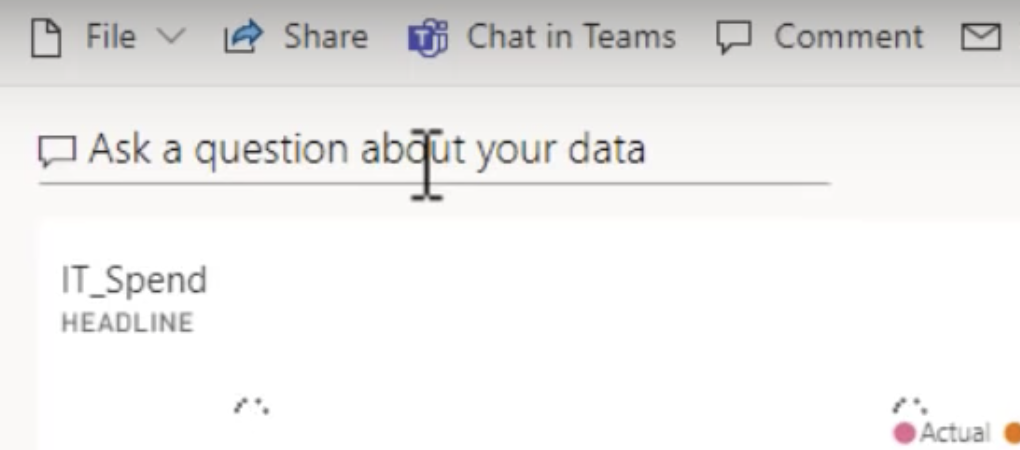 File Share Chat in Teams Comment
Ask a question about your data
IT_Spend
HEADLINE
Actual